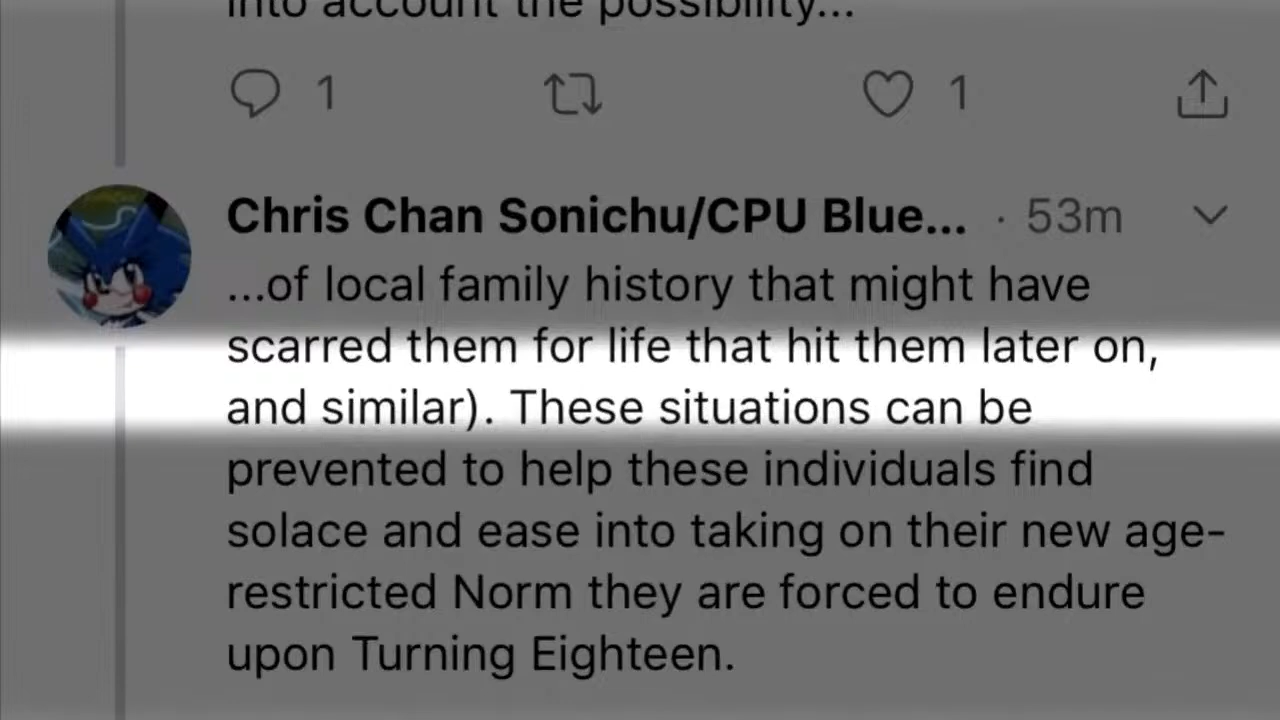 into account the possibility...
1 1
Chris Chan Sonichu/CPU Blue... · 53m
...of local family history that might have
scarred them for life that hit them later on,
and similar). These situations can be
prevented to help these individuals find
solace and ease into taking on their new age-
restricted Norm they are forced to endure
upon Turning Eighteen.